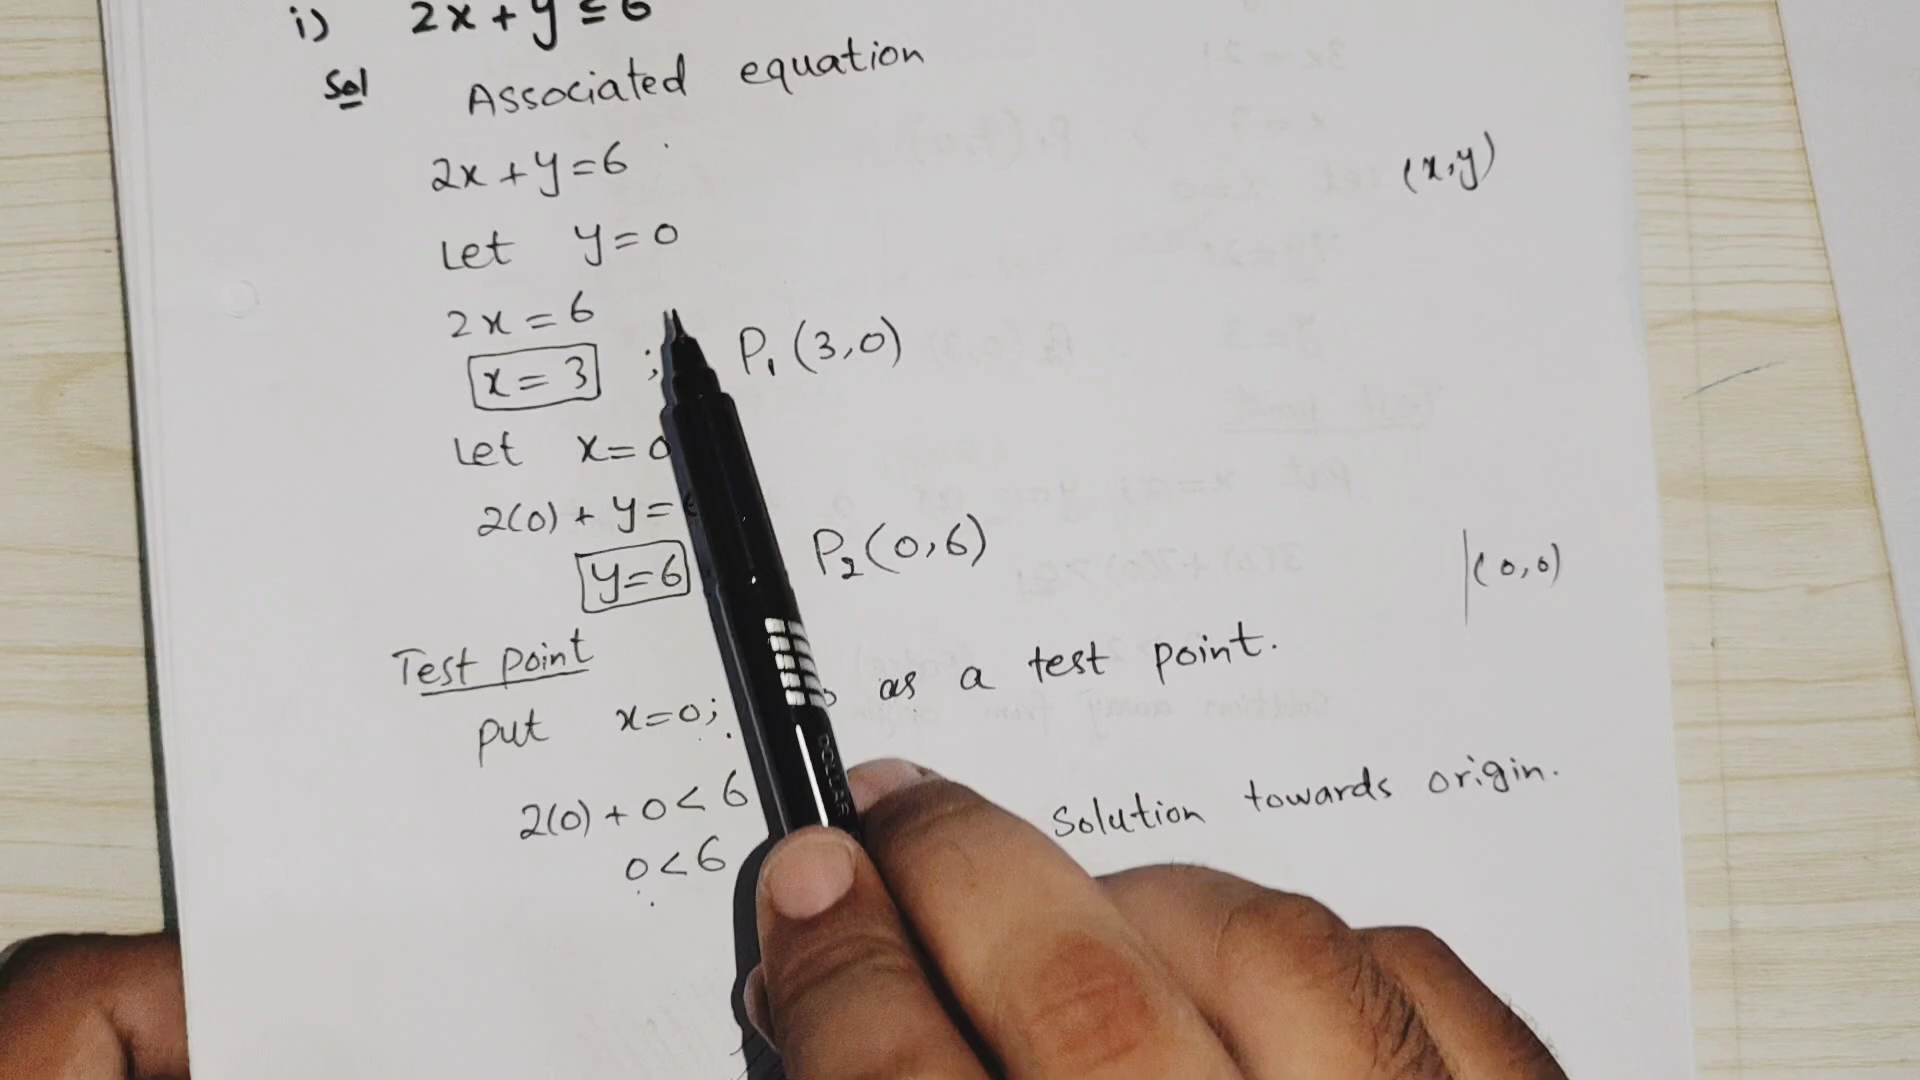 i) 2x + y ≤ 6
Sol Associated equation
2x + y = 6
(x,y)
Let y = 0
2x = 6
x = 3 ; P₁ (3,0)
Let x = 0
2(0) + y =
y = 6 P₂ (0,6)
(0,0)
Test point
put x = 0; as a test point.
2(0) + 0 < 6 Solution towards origin.
0 < 6
DOLLAR